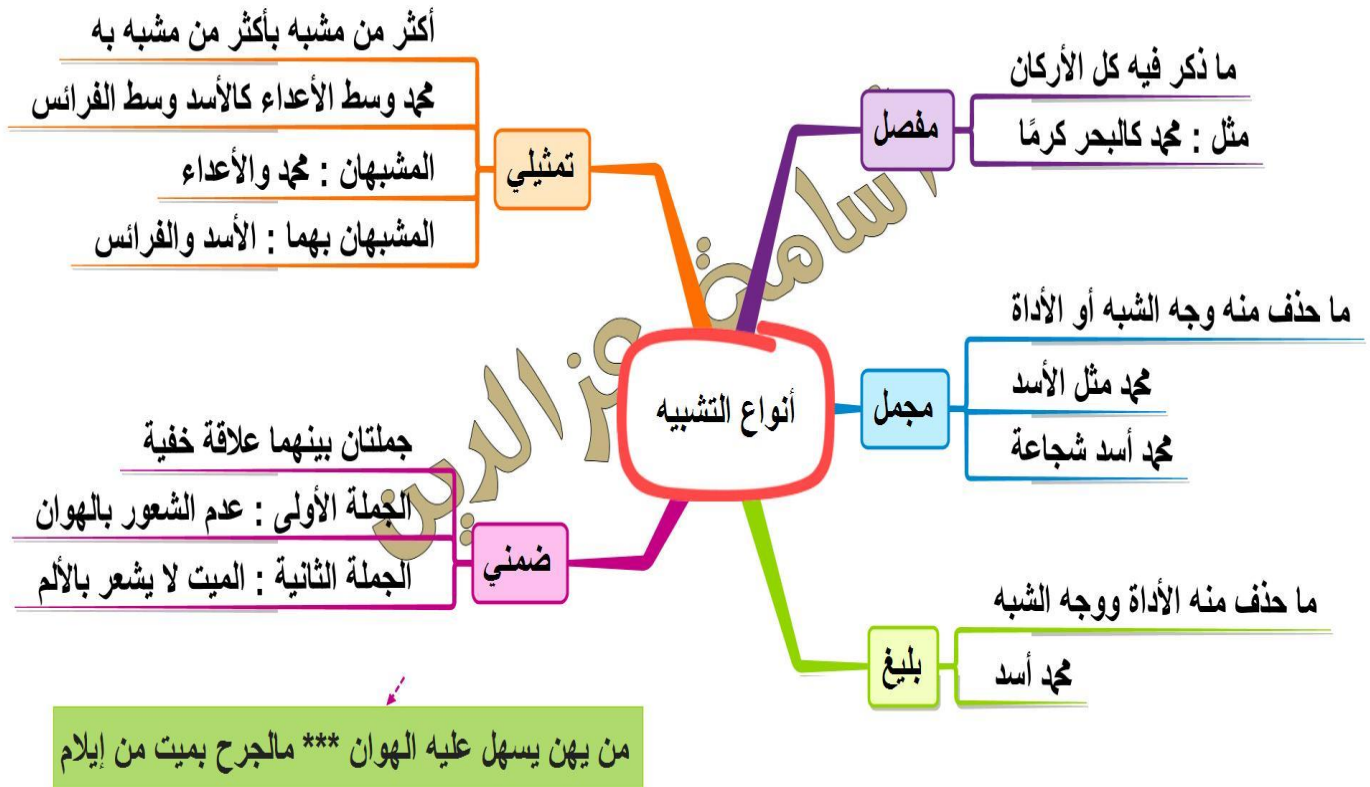 أنواع التشبيه
مفصل
ما ذكر فيه كل الأركان
مثل : محمد كالبحر كرمًا
مجمل
ما حذف منه وجه الشبه أو الأداة
محمد مثل الأسد
محمد أسد شجاعة
بليغ
ما حذف منه الأداة ووجه الشبه
محمد أسد
تمثيلي
أكثر من مشبه بأكثر من مشبه به
محمد وسط الأعداء كالأسد وسط الفرائس
المشبهان : محمد والأعداء
المشبهان بهما : الأسد والفرائس
ضمني
جملتان بينهما علاقة خفية
الجملة الأولى : عدم الشعور بالهوان
الجملة الثانية : الميت لا يشعر بالألم
من يهن يسهل عليه الهوان *** مالجرح بميت من إيلام
أسامة عز الدين